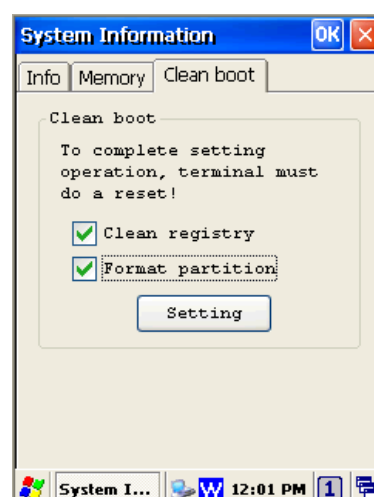 System Information OK
Info Memory Clean boot
Clean boot
To complete setting
operation, terminal must
do a reset!
Clean registry
Format partition
Setting
System I... W 12:01 PM 1